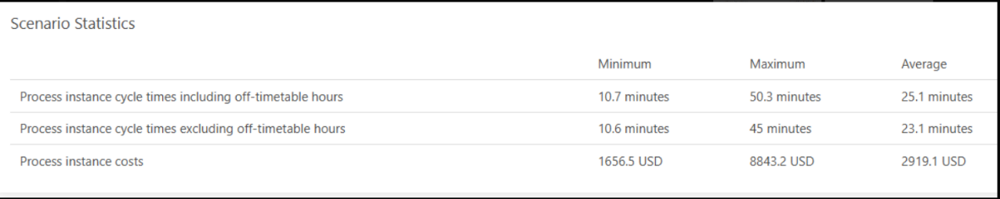 Scenario Statistics
Minimum Maximum Average
Process instance cycle times including off-timetable hours 10.7 minutes 50.3 minutes 25.1 minutes
Process instance cycle times excluding off-timetable hours 10.6 minutes 45 minutes 23.1 minutes
Process instance costs 1656.5 USD 8843.2 USD 2919.1 USD